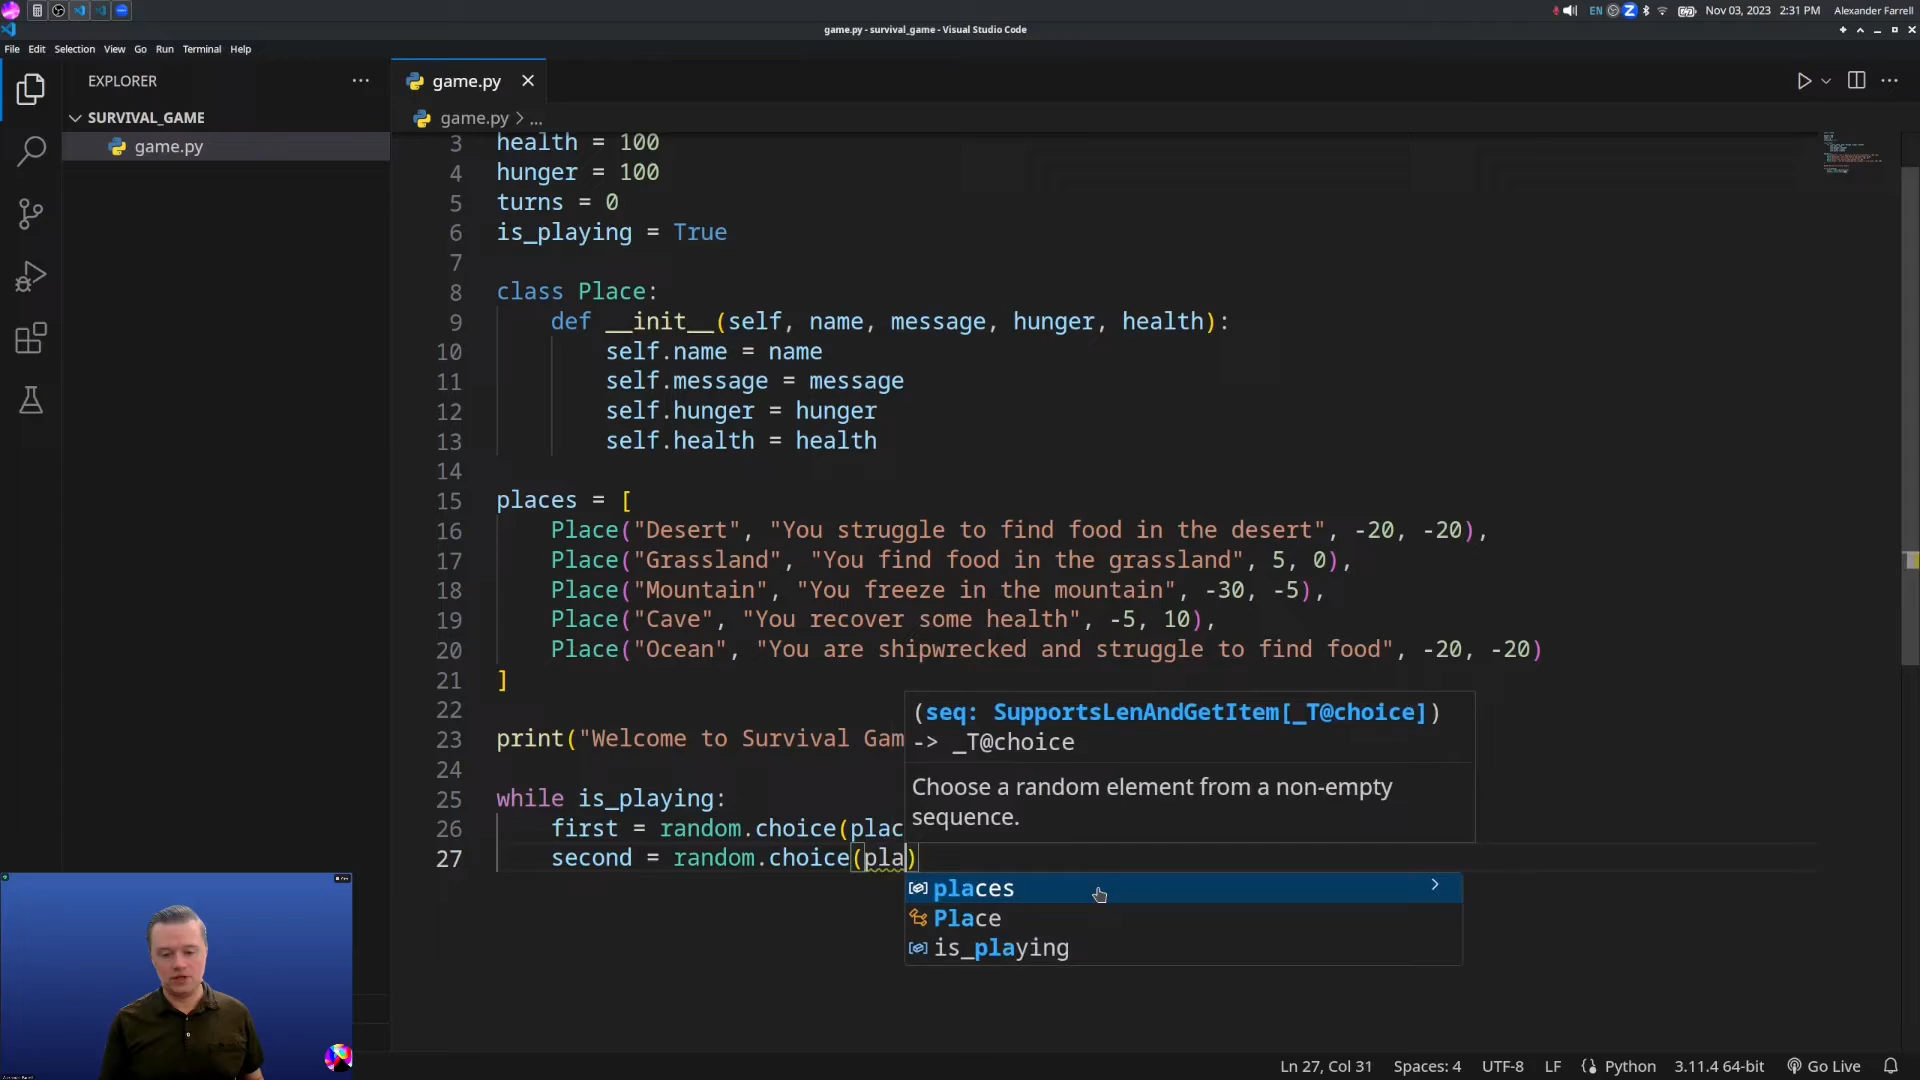 EN
Nov 03, 2023 2:31 PM Alexander Farrell
game.py - survival_game - Visual Studio Code
File Edit Selection View Go Run Terminal Help
EXPLORER
game.py
SURVIVAL_GAME
game.py > ...
game.py
3 health = 100
4 hunger = 100
5 turns = 0
6 is_playing = True
7
8 class Place:
9 def __init__(self, name, message, hunger, health):
10 self.name = name
11 self.message = message
12 self.hunger = hunger
13 self.health = health
14
15 places = [
16 Place("Desert", "You struggle to find food in the desert", -20, -20),
17 Place("Grassland", "You find food in the grassland", 5, 0),
18 Place("Mountain", "You freeze in the mountain", -30, -5),
19 Place("Cave", "You recover some health", -5, 10),
20 Place("Ocean", "You are shipwrecked and struggle to find food", -20, -20)
21 ]
22
(seq: SupportsLenAndGetItem[_T@choice])
-> _T@choice
Choose a random element from a non-empty
sequence.
23 print("Welcome to Survival Gam
24
25 while is_playing:
26 first = random.choice(plac
27 second = random.choice(pla)
places
Place
is_playing
Ln 27, Col 31 Spaces: 4 UTF-8 LF Python 3.11.4 64-bit Go Live